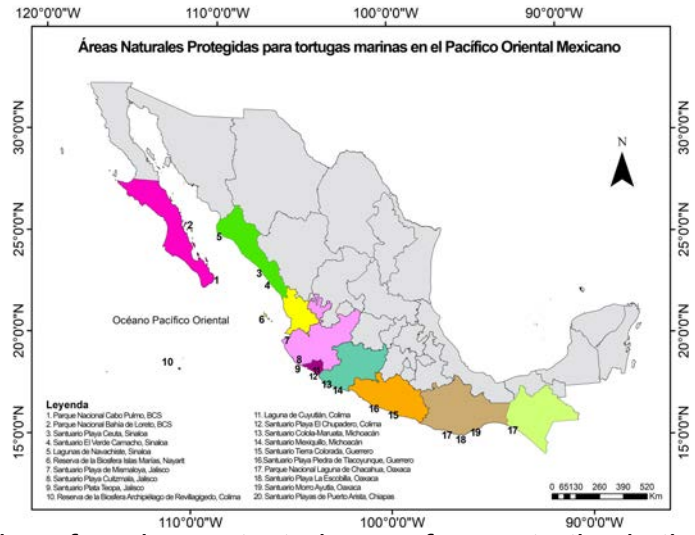 120°0'0"W 110°0'0"W 100°0'0"W 90°0'0"W
Áreas Naturales Protegidas para tortugas marinas en el Pacífico Oriental Mexicano
30°0'0"N 30°0'0"N
N
25°0'0"N 25°0'0"N
2
5
3
1
4
Océano Pacífico Oriental
6
20°0'0"N 20°0'0"N
7
8
10
9
12
13
14
16
15
17
18
19
17
15°0'0"N 15°0'0"N
Leyenda
1. Parque Nacional Cabo Pulmo, BCS
2. Parque Nacional Bahía de Loreto, BCS
3. Santuario Playa Ceuta, Sinaloa
4. Santuario El Verde Camacho, Sinaloa
5. Lagunas de Navachiste, Sinaloa
6. Reserva de la Biosfera Islas Marías, Nayarit
7. Santuario Playa de Mismaloya, Jalisco
8. Santuario Playa Cuitzmala, Jalisco
9. Santuario Plata Teopa, Jalisco
10. Reserva de la Biosfera Archipiélago de Revillagigedo, Colima
11. Laguna de Cuyutlán, Colima
12. Santuario Playa El Chupadero, Colima
13. Santuario Colola-Maruata, Michoacán
14. Santuario Mexiquillo, Michoacán
15. Santuario Tierra Colorada, Guerrero
16.Santuario Playa Piedra de Tlacoyunque, Guerrero
17. Parque Nacional Laguna de Chacahua, Oaxaca
18. Santuario Playa La Escobilla, Oaxaca
19. Santuario Morro Ayutla, Oaxaca
20. Santuario Playas de Puerto Arista, Chiapas
0 65130 260 390 520
Km
110°0'0"W 100°0'0"W 90°0'0"W